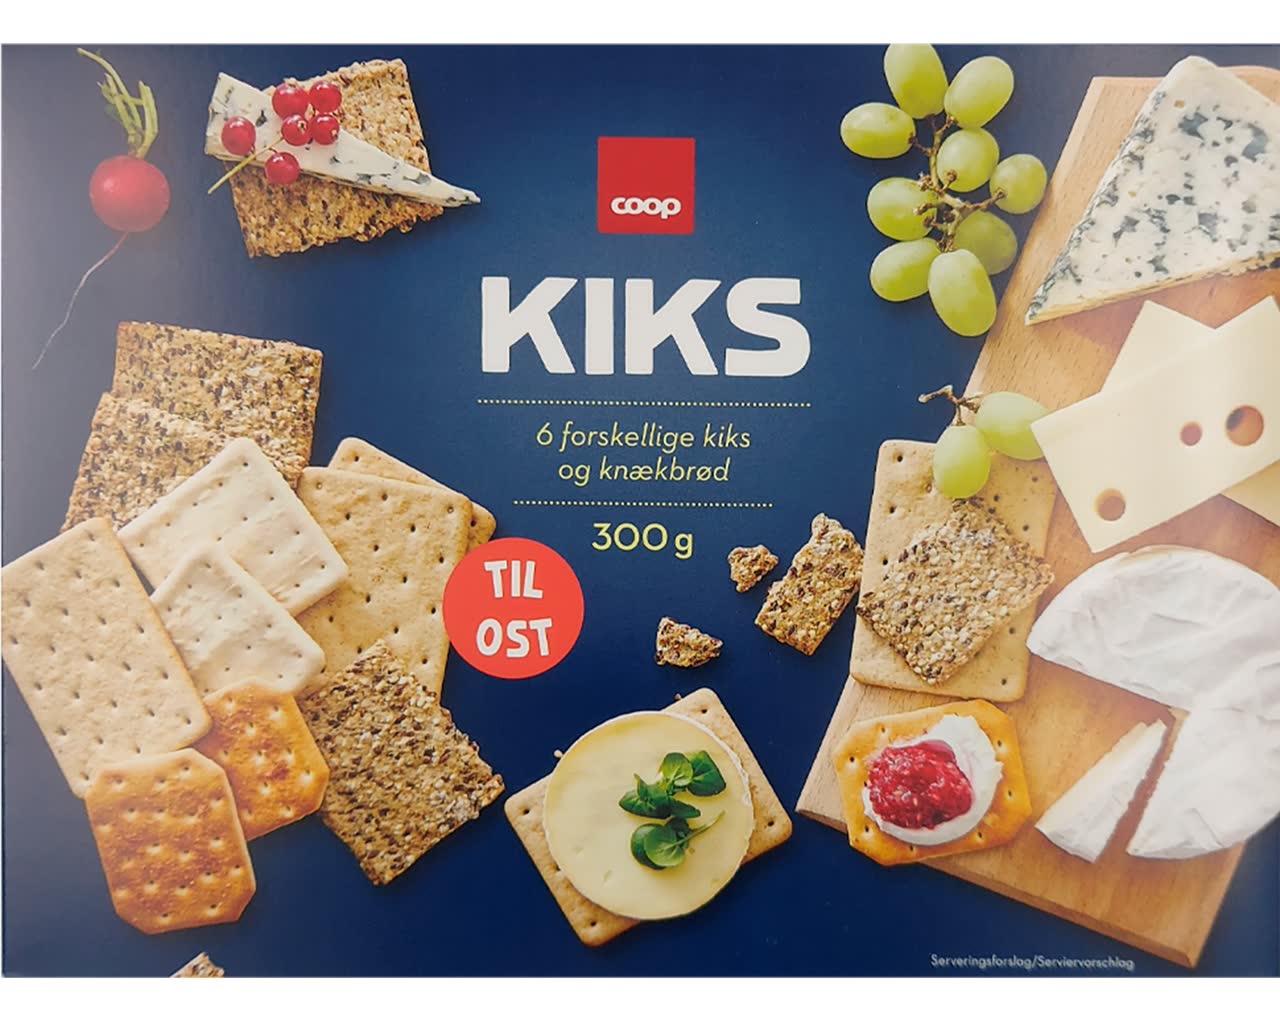 coop
KIKS
6 forskellige kiks
og knækbrød
300 g
TIL
OST
Serveringsforslag/Serviervorschlag